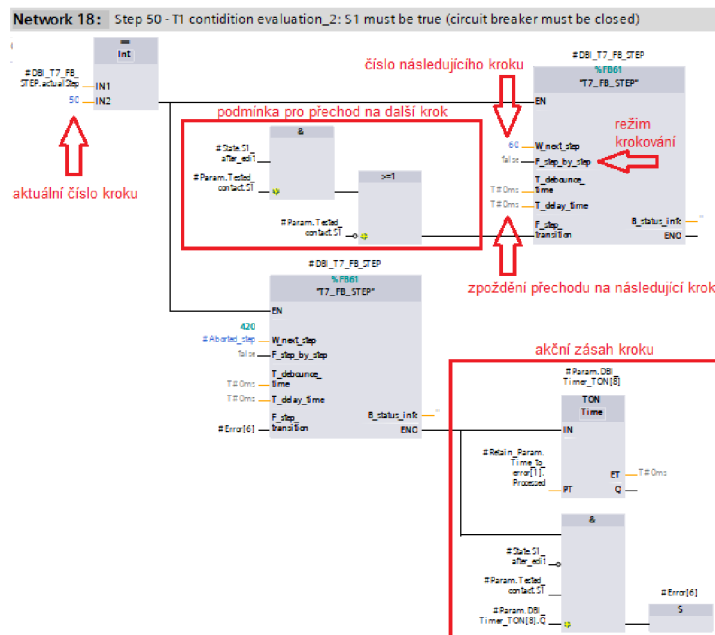 Network 18: Step 50 - T1 contidition evaluation_2: S1 must be true (circuit breaker must be closed)
==
Int
#DBI_T7_FB_
STEP.actualStep
IN1
50
IN2
aktuální číslo kroku
podmínka pro přechod na další krok
&
#State.S1_
after_edit
#Param.Tested_
contact.ST
>=1
#Param.Tested_
contact.ST
číslo následujícího kroku
#DBI_T7_FB_STEP
%FB61
"T7_FB_STEP"
EN
60
W_next_step
false
F_step_by_step
režim
krokování
T_debounce_
T#0ms
time
T#0ms
T_delay_time
F_step_
transition
B_status_info
ENO
zpoždění přechodu na následující krok
#DBI_T7_FB_STEP
%FB61
"T7_FB_STEP"
EN
420
#Aborted_step
W_next_step
false
F_step_by_step
T_debounce_
T#0ms
time
T#0ms
T_delay_time
F_step_
#Error[6]
transition
B_status_info
ENO
akční zásah kroku
#Param.DBI_
Timer_TON[8]
TON
Time
IN
#Retain_Param.
Time_To_
error[1].
Processed
PT
ET
T#0ms
Q
&
#State.S1_
after_edit
#Param.Tested_
contact.ST
#Param.DBI_
Timer_TON[8].Q
#Error[6]
S